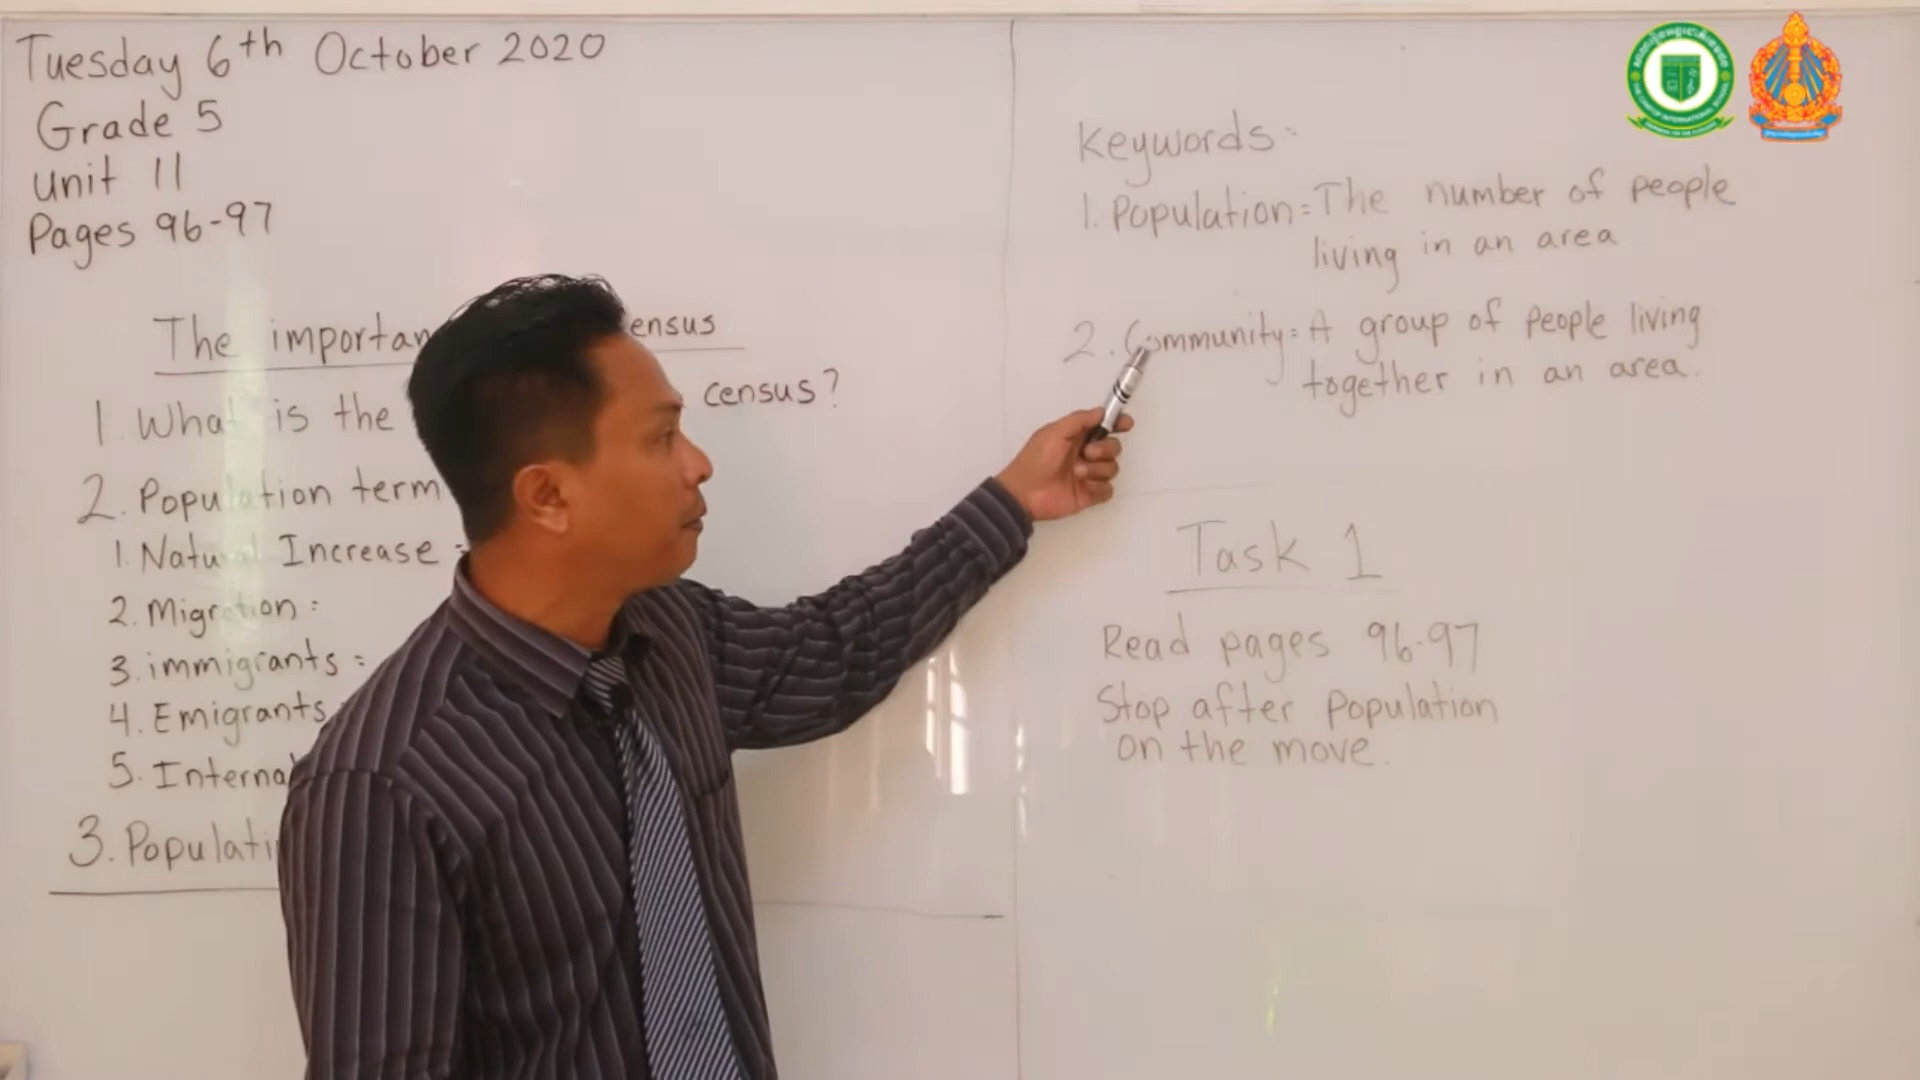 Tuesday 6th October 2020
Grade 5
Unit 11
Pages 96-97
The importan ensus
1. What is the census?
2. Population term
1. Natural Increase =
2. Migration =
3. immigrants =
4. Emigrants
5. Interna
3. Populati
Keywords:
1. Population = The number of people
living in an area
2. Community = A group of people living
together in an area.
Task 1
Read pages 96-97
Stop after population
on the move.